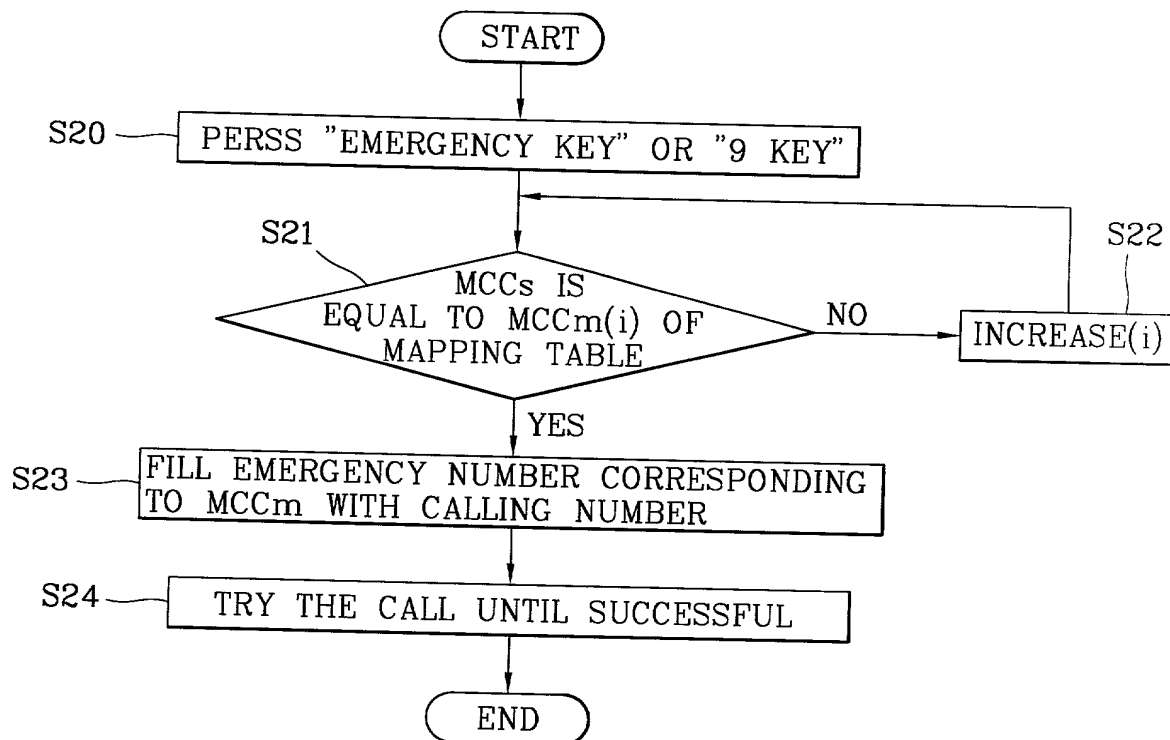 START
S20
PERSS "EMERGENCY KEY" OR "9 KEY"
S21
S22
MCCs IS
EQUAL TO MCCm(i) OF
MAPPING TABLE
NO
INCREASE(i)
YES
S23
FILL EMERGENCY NUMBER CORRESPONDING
TO MCCm WITH CALLING NUMBER
S24
TRY THE CALL UNTIL SUCCESSFUL
END